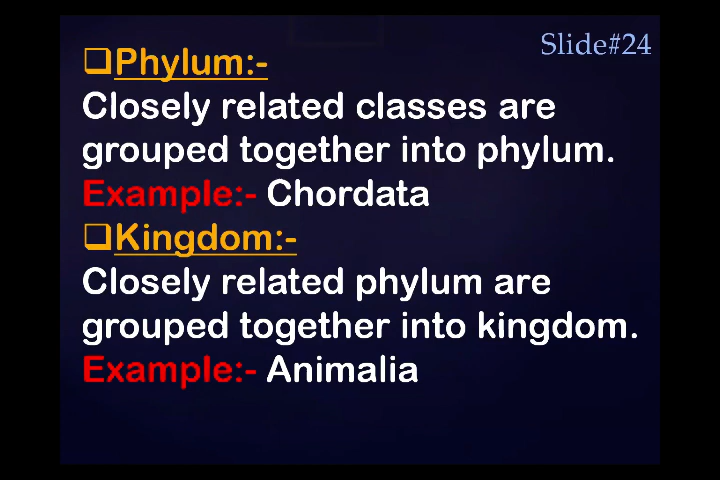 Slide#24
❑Phylum:-
Closely related classes are
grouped together into phylum.
Example:- Chordata
❑Kingdom:-
Closely related phylum are
grouped together into kingdom.
Example:- Animalia